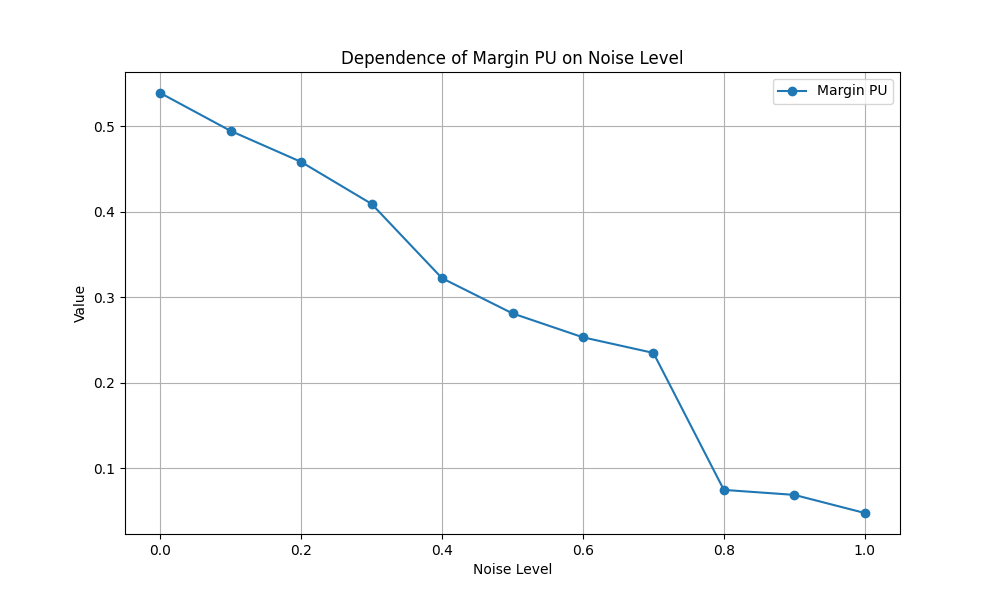 Dependence of Margin PU on Noise Level
Margin PU
0.5
0.4
0.3
0.2
0.1
Value
0.0 0.2 0.4 0.6 0.8 1.0
Noise Level